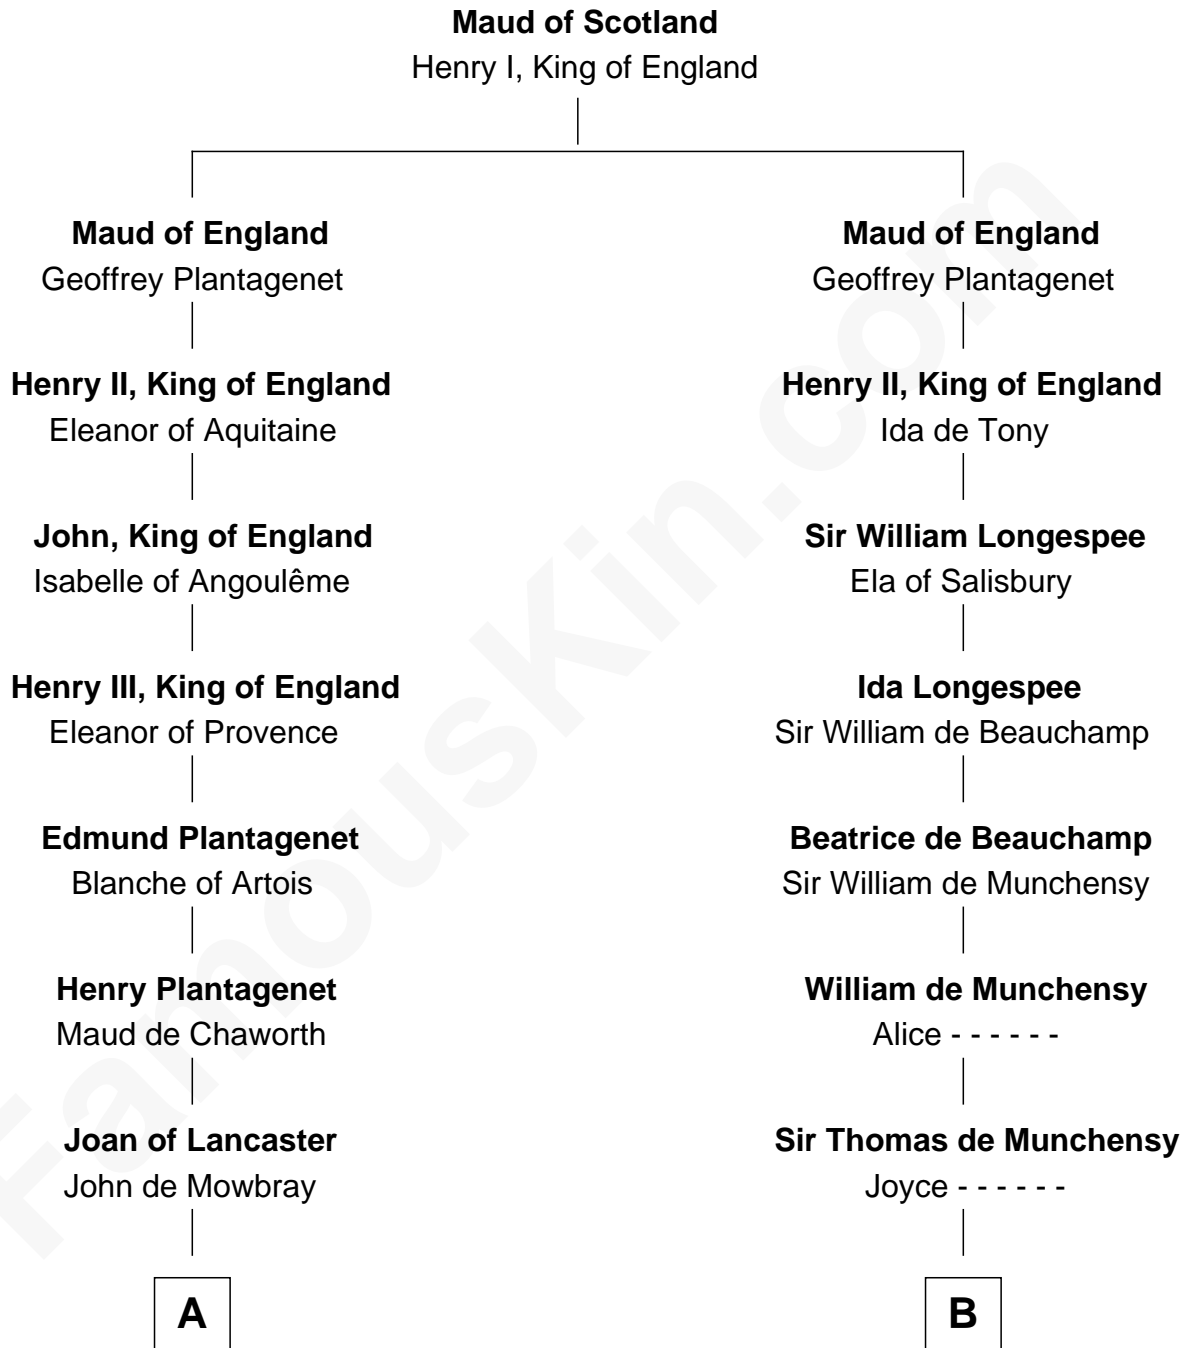 Maud of Scotland
Henry I, King of England
Maud of England
Geoffrey Plantagenet
Henry II, King of England
Eleanor of Aquitaine
John, King of England
Isabelle of Angoulême
Henry III, King of England
Eleanor of Provence
Edmund Plantagenet
Blanche of Artois
Henry Plantagenet
Maud de Chaworth
Joan of Lancaster
John de Mowbray
A
Maud of England
Geoffrey Plantagenet
Henry II, King of England
Ida de Tony
Sir William Longespee
Ela of Salisbury
Ida Longespee
Sir William de Beauchamp
Beatrice de Beauchamp
Sir William de Munchensy
William de Munchensy
Alice - - - - - -
Sir Thomas de Munchensy
Joyce - - - - - -
B
FamousKin.com